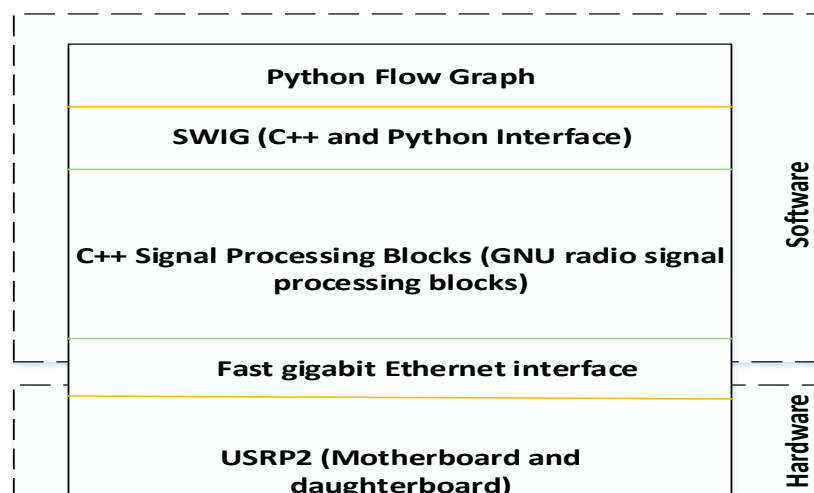 Python Flow Graph
SWIG (C++ and Python Interface)
Software
C++ Signal Processing Blocks (GNU radio signal
processing blocks)
Fast gigabit Ethernet interface
Hardware
USRP2 (Motherboard and
daughterboard)